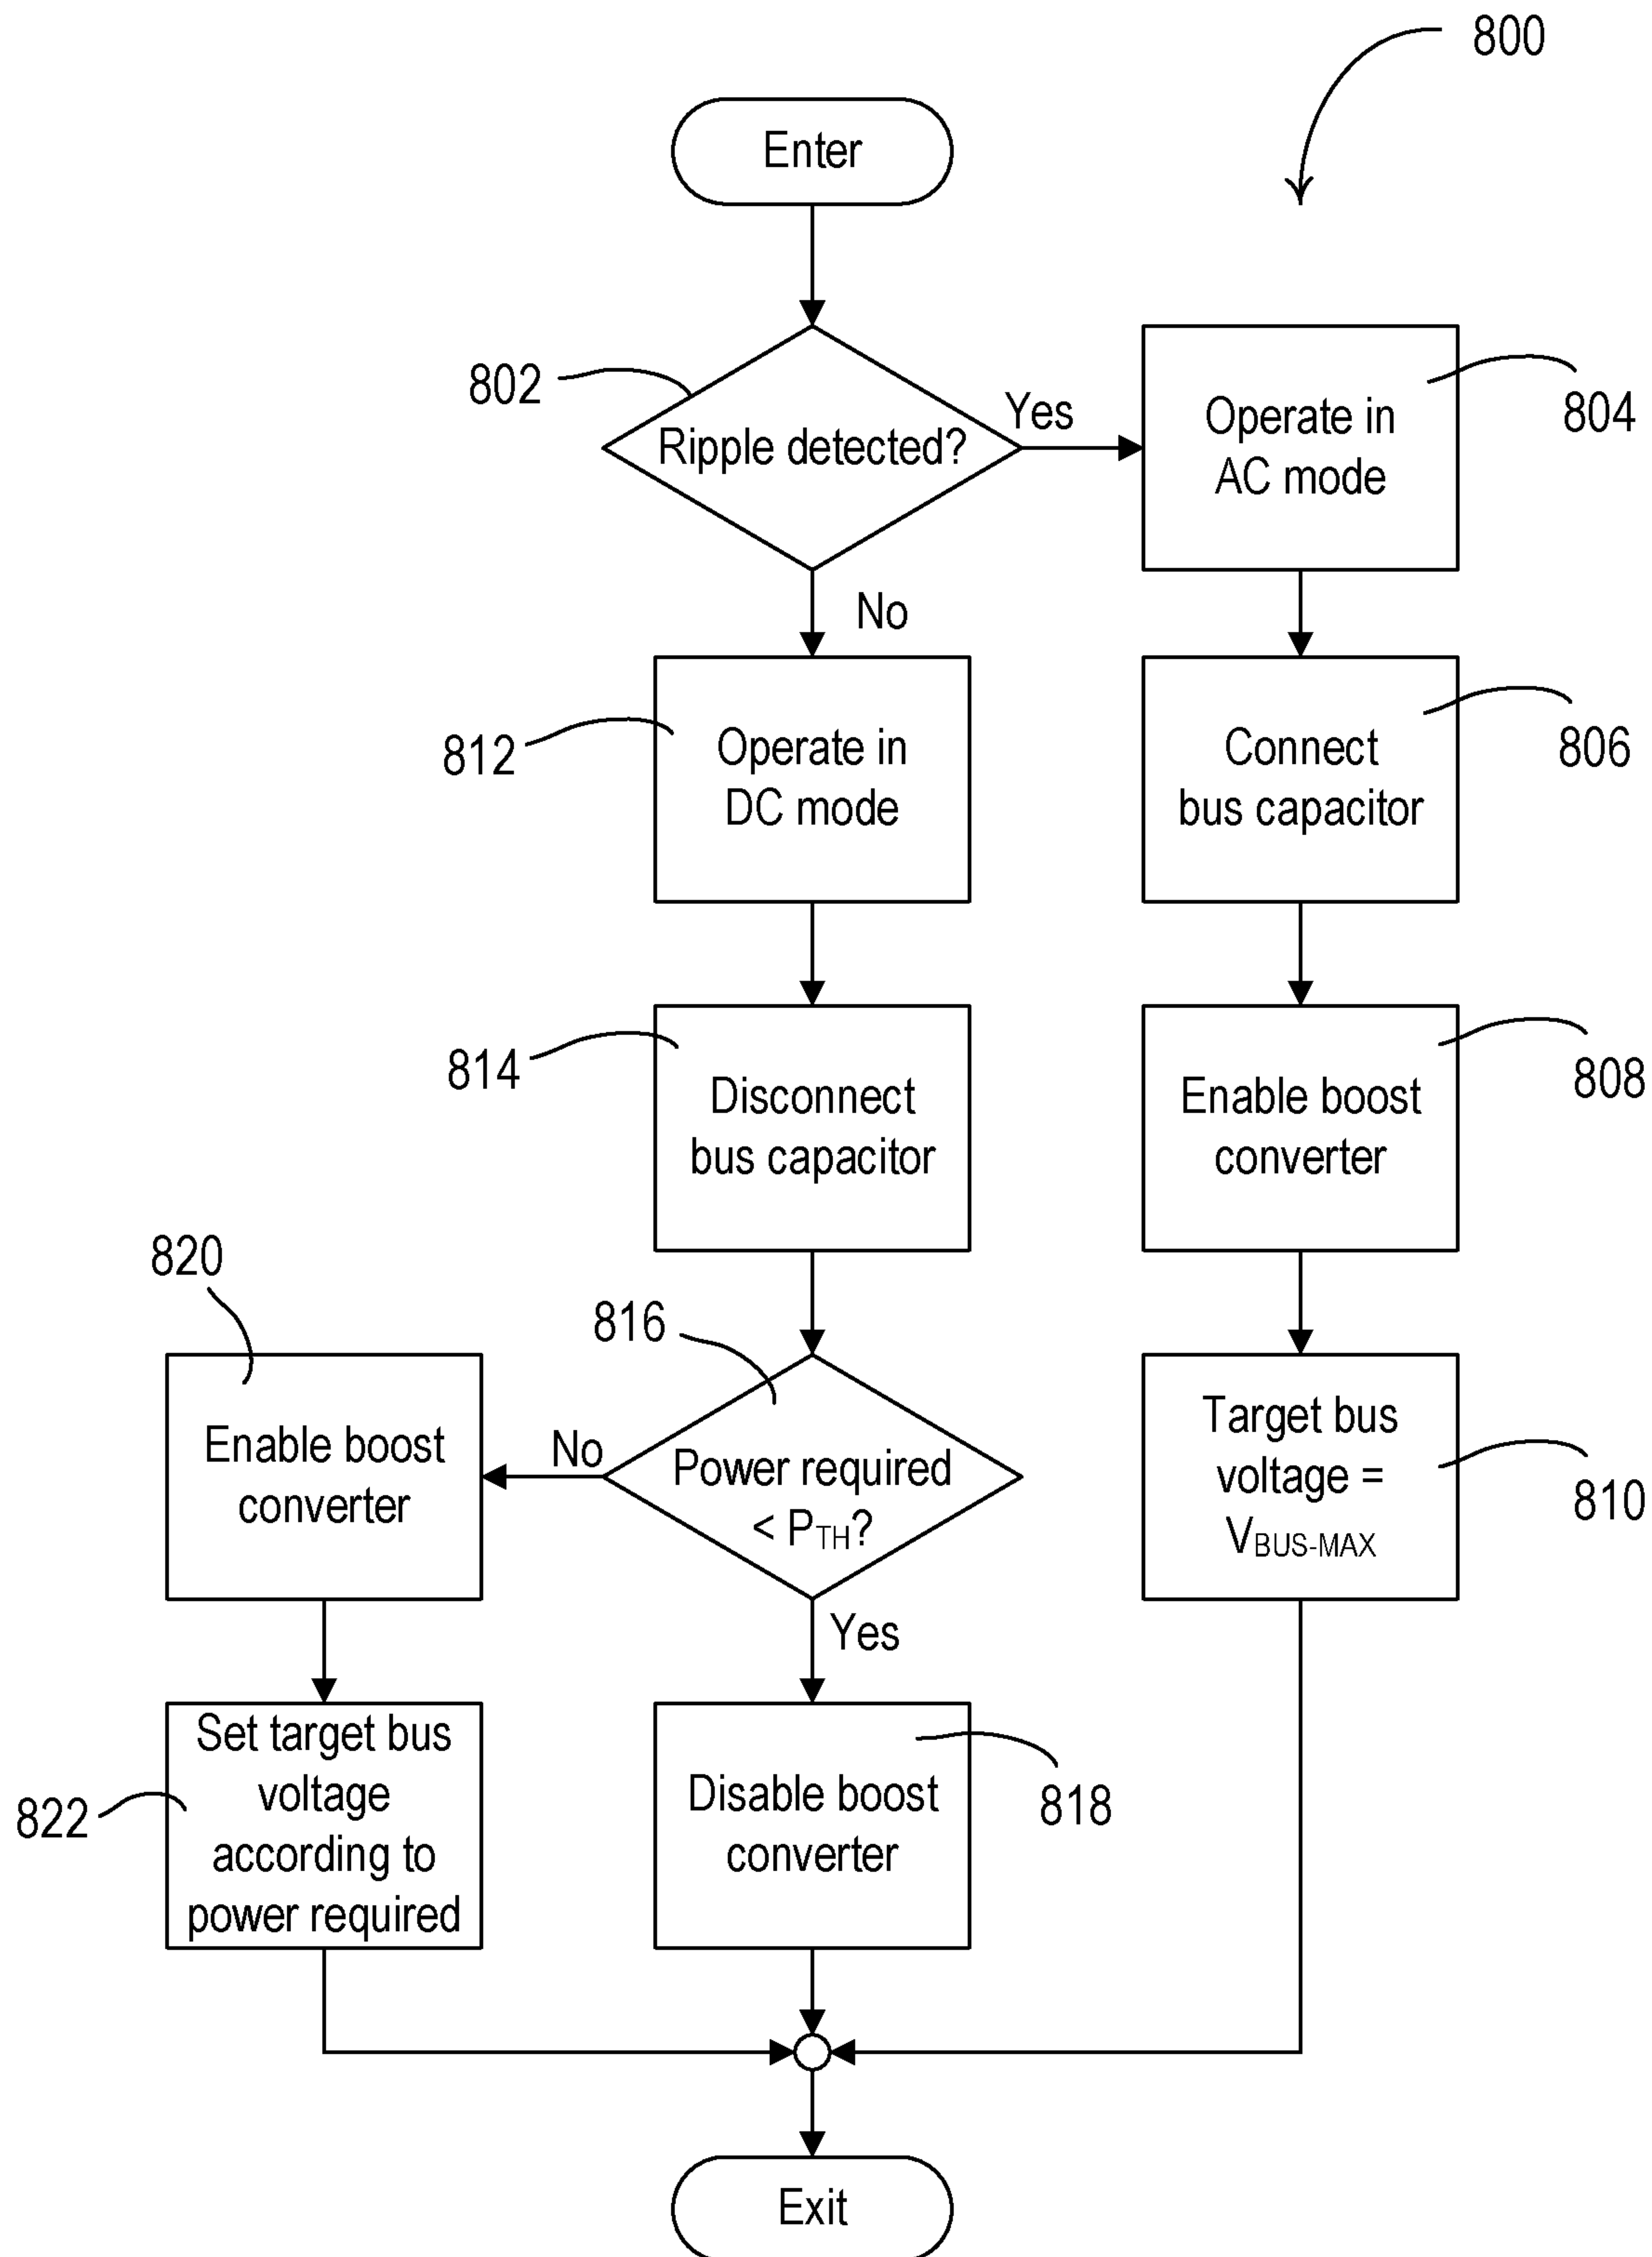 800
Enter
802
Ripple detected?
Yes
No
Operate in
AC mode
804
812
Operate in
DC mode
Connect
bus capacitor
806
814
Disconnect
bus capacitor
Enable boost
converter
808
820
816
Enable boost
converter
No
Power required
< PTH?
Yes
Target bus
voltage =
VBUS-MAX
810
822
Set target bus
voltage
according to
power required
Disable boost
converter
818
Exit